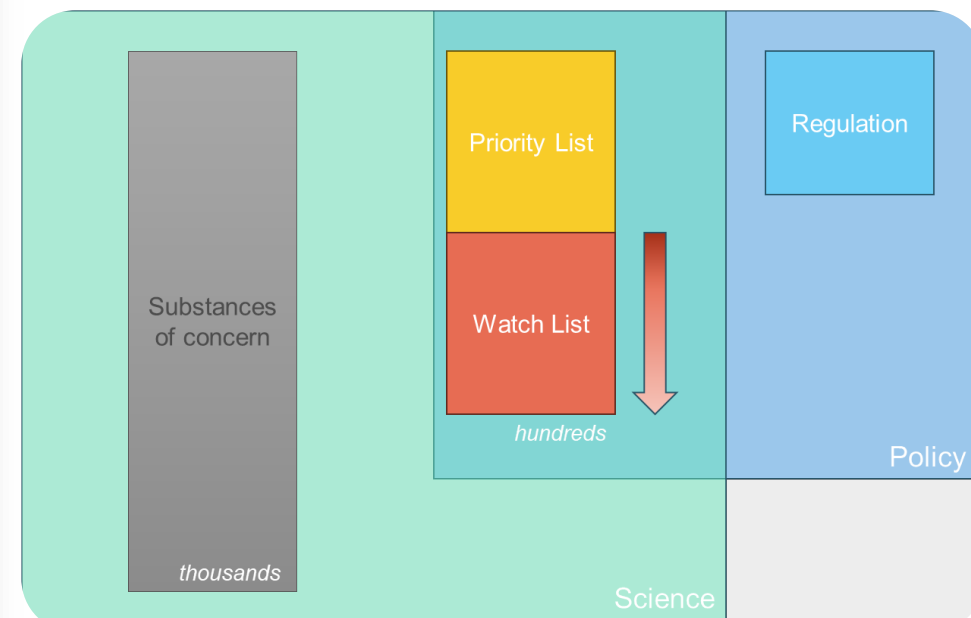 Substances
of concern
thousands
Priority List
Watch List
hundreds
Regulation
Policy
Science